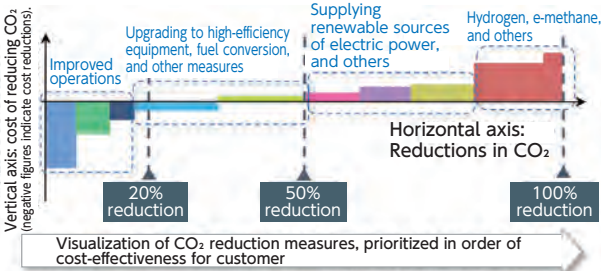 Vertical axis: cost of reducing CO₂
(negative figures indicate cost reductions).
Improved
operations
Upgrading to high-efficiency
equipment, fuel conversion,
and other measures
Supplying
renewable sources
of electric power,
and others
Hydrogen, e-methane,
and others
Horizontal axis:
Reductions in CO₂
20%
reduction
50%
reduction
100%
reduction
Visualization of CO₂ reduction measures, prioritized in order of
cost-effectiveness for customer